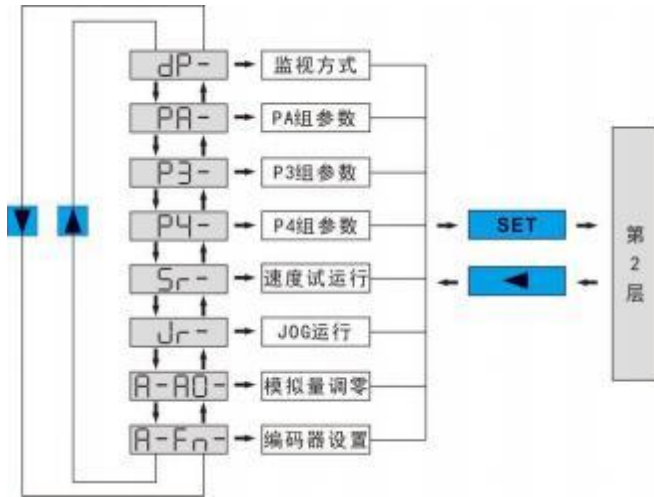 dP- 监视方式
PA- PA组参数
P3- P3组参数
P4- P4组参数
Sr- 速度试运行
Jr- JOG运行
A-A0- 模拟量调零
A-Fn- 编码器设置
SET
第2层